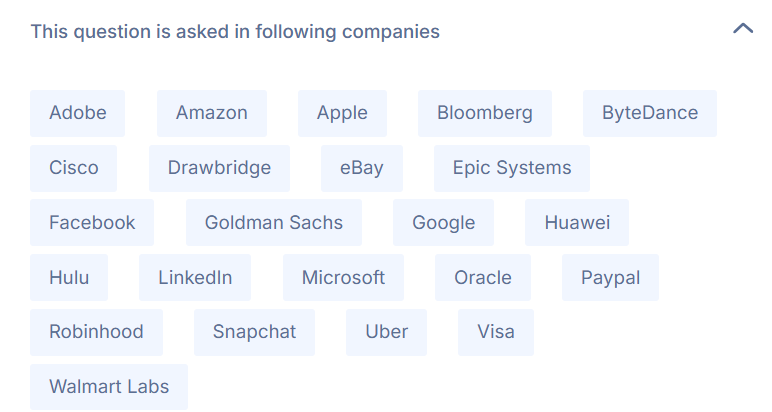 This question is asked in following companies
Adobe Amazon Apple Bloomberg ByteDance
Cisco Drawbridge eBay Epic Systems
Facebook Goldman Sachs Google Huawei
Hulu LinkedIn Microsoft Oracle Paypal
Robinhood Snapchat Uber Visa
Walmart Labs